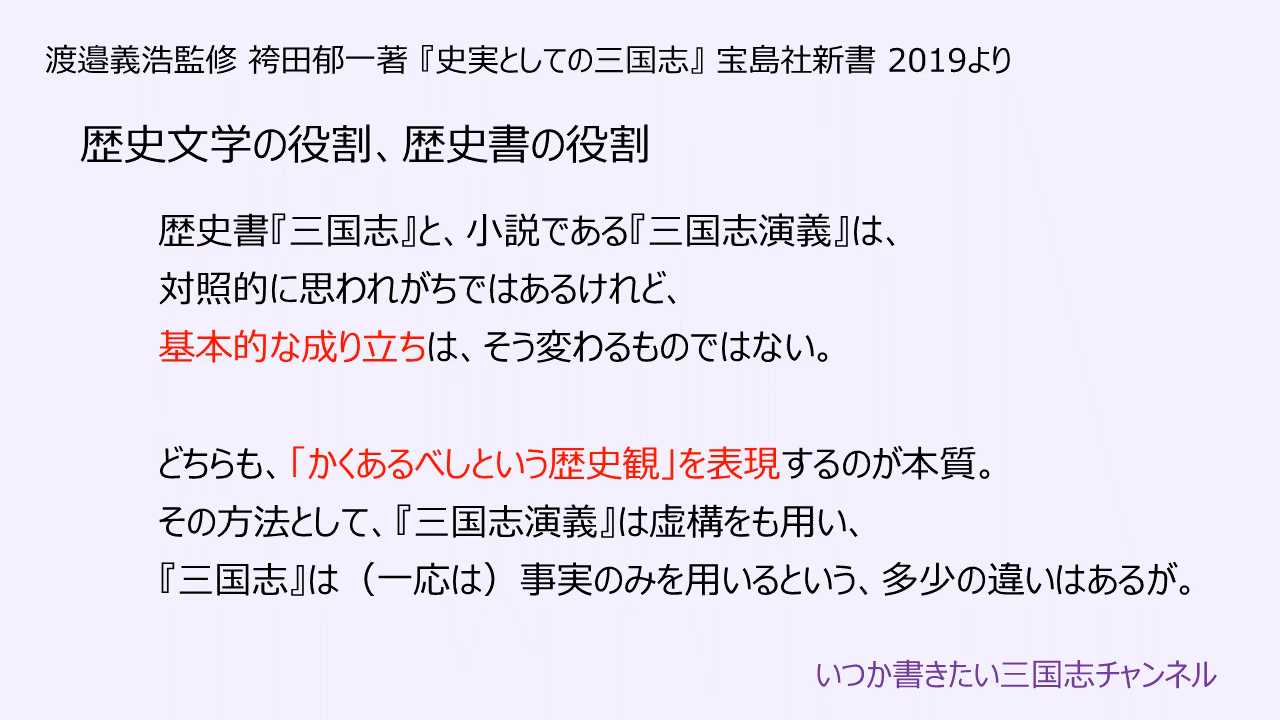 渡邉義浩監修 袴田郁一著『史実としての三国志』宝島社新書 2019より
歴史文学の役割、歴史書の役割
歴史書『三国志』と、小説である『三国志演義』は、
対照的に思われがちではあるけれど、
基本的な成り立ちは、そう変わるものではない。
どちらも、「かくあるべしという歴史観」を表現するのが本質。
その方法として、『三国志演義』は虚構をも用い、
『三国志』は（一応は）事実のみを用いるという、多少の違いはあるが。
いつか書きたい三国志チャンネル